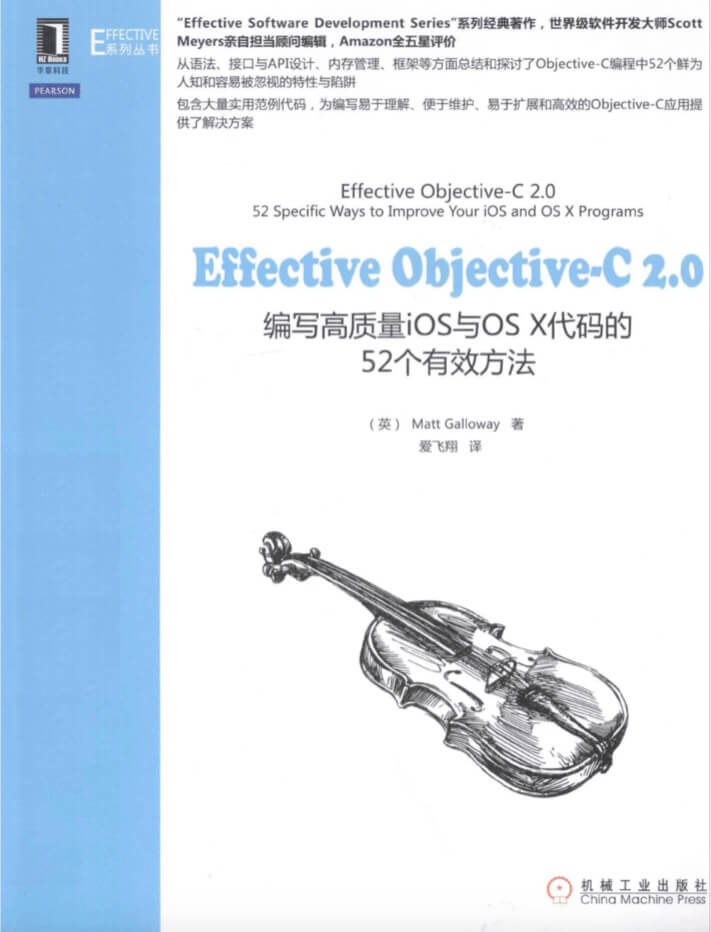 HZ Books
华章科技
PEARSON
EFFECTIVE
系列丛书
“Effective Software Development Series”系列经典著作，世界级软件开发大师Scott
Meyers亲自担当顾问编辑，Amazon全五星评价
从语法、接口与API设计、内存管理、框架等方面总结和探讨了Objective-C编程中52个鲜为
人知和容易被忽视的特性与陷阱
包含大量实用范例代码，为编写易于理解、便于维护、易于扩展和高效的Objective-C应用提
供了解决方案
Effective Objective-C 2.0
52 Specific Ways to Improve Your iOS and OS X Programs
Effective Objective-C 2.0
编写高质量iOS与OS X代码的
52个有效方法
（英） Matt Galloway 著
爱飞翔 译
机械工业出版社
China Machine Press